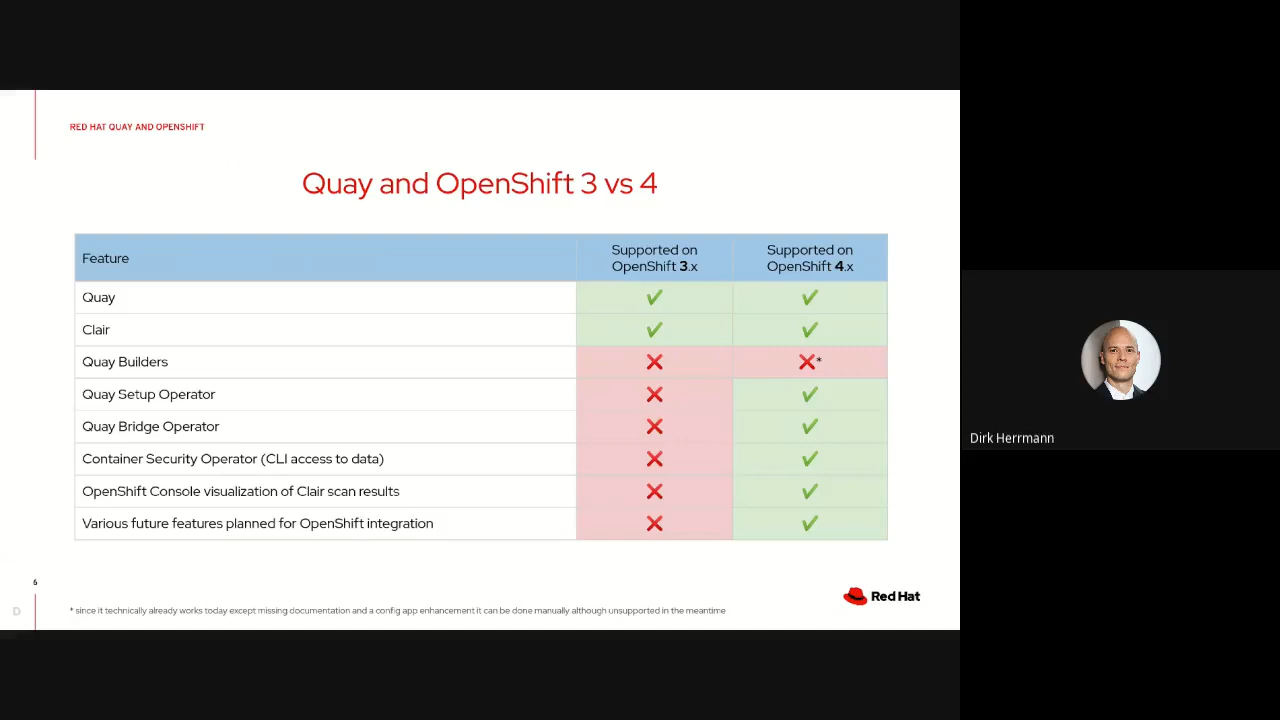 RED HAT QUAY AND OPENSHIFT
Quay and OpenShift 3 vs 4
Feature
Supported on
OpenShift 3.x
Supported on
OpenShift 4.x
Quay ✔ ✔
Clair ✔ ✔
Quay Builders ❌ ❌*
Quay Setup Operator ❌ ✔
Quay Bridge Operator ❌ ✔
Container Security Operator (CLI access to data) ❌ ✔
OpenShift Console visualization of Clair scan results ❌ ✔
Various future features planned for OpenShift integration ❌ ✔
6
D
* since it technically already works today except missing documentation and a config app enhancement it can be done manually although unsupported in the meantime
Red Hat
Dirk Herrmann